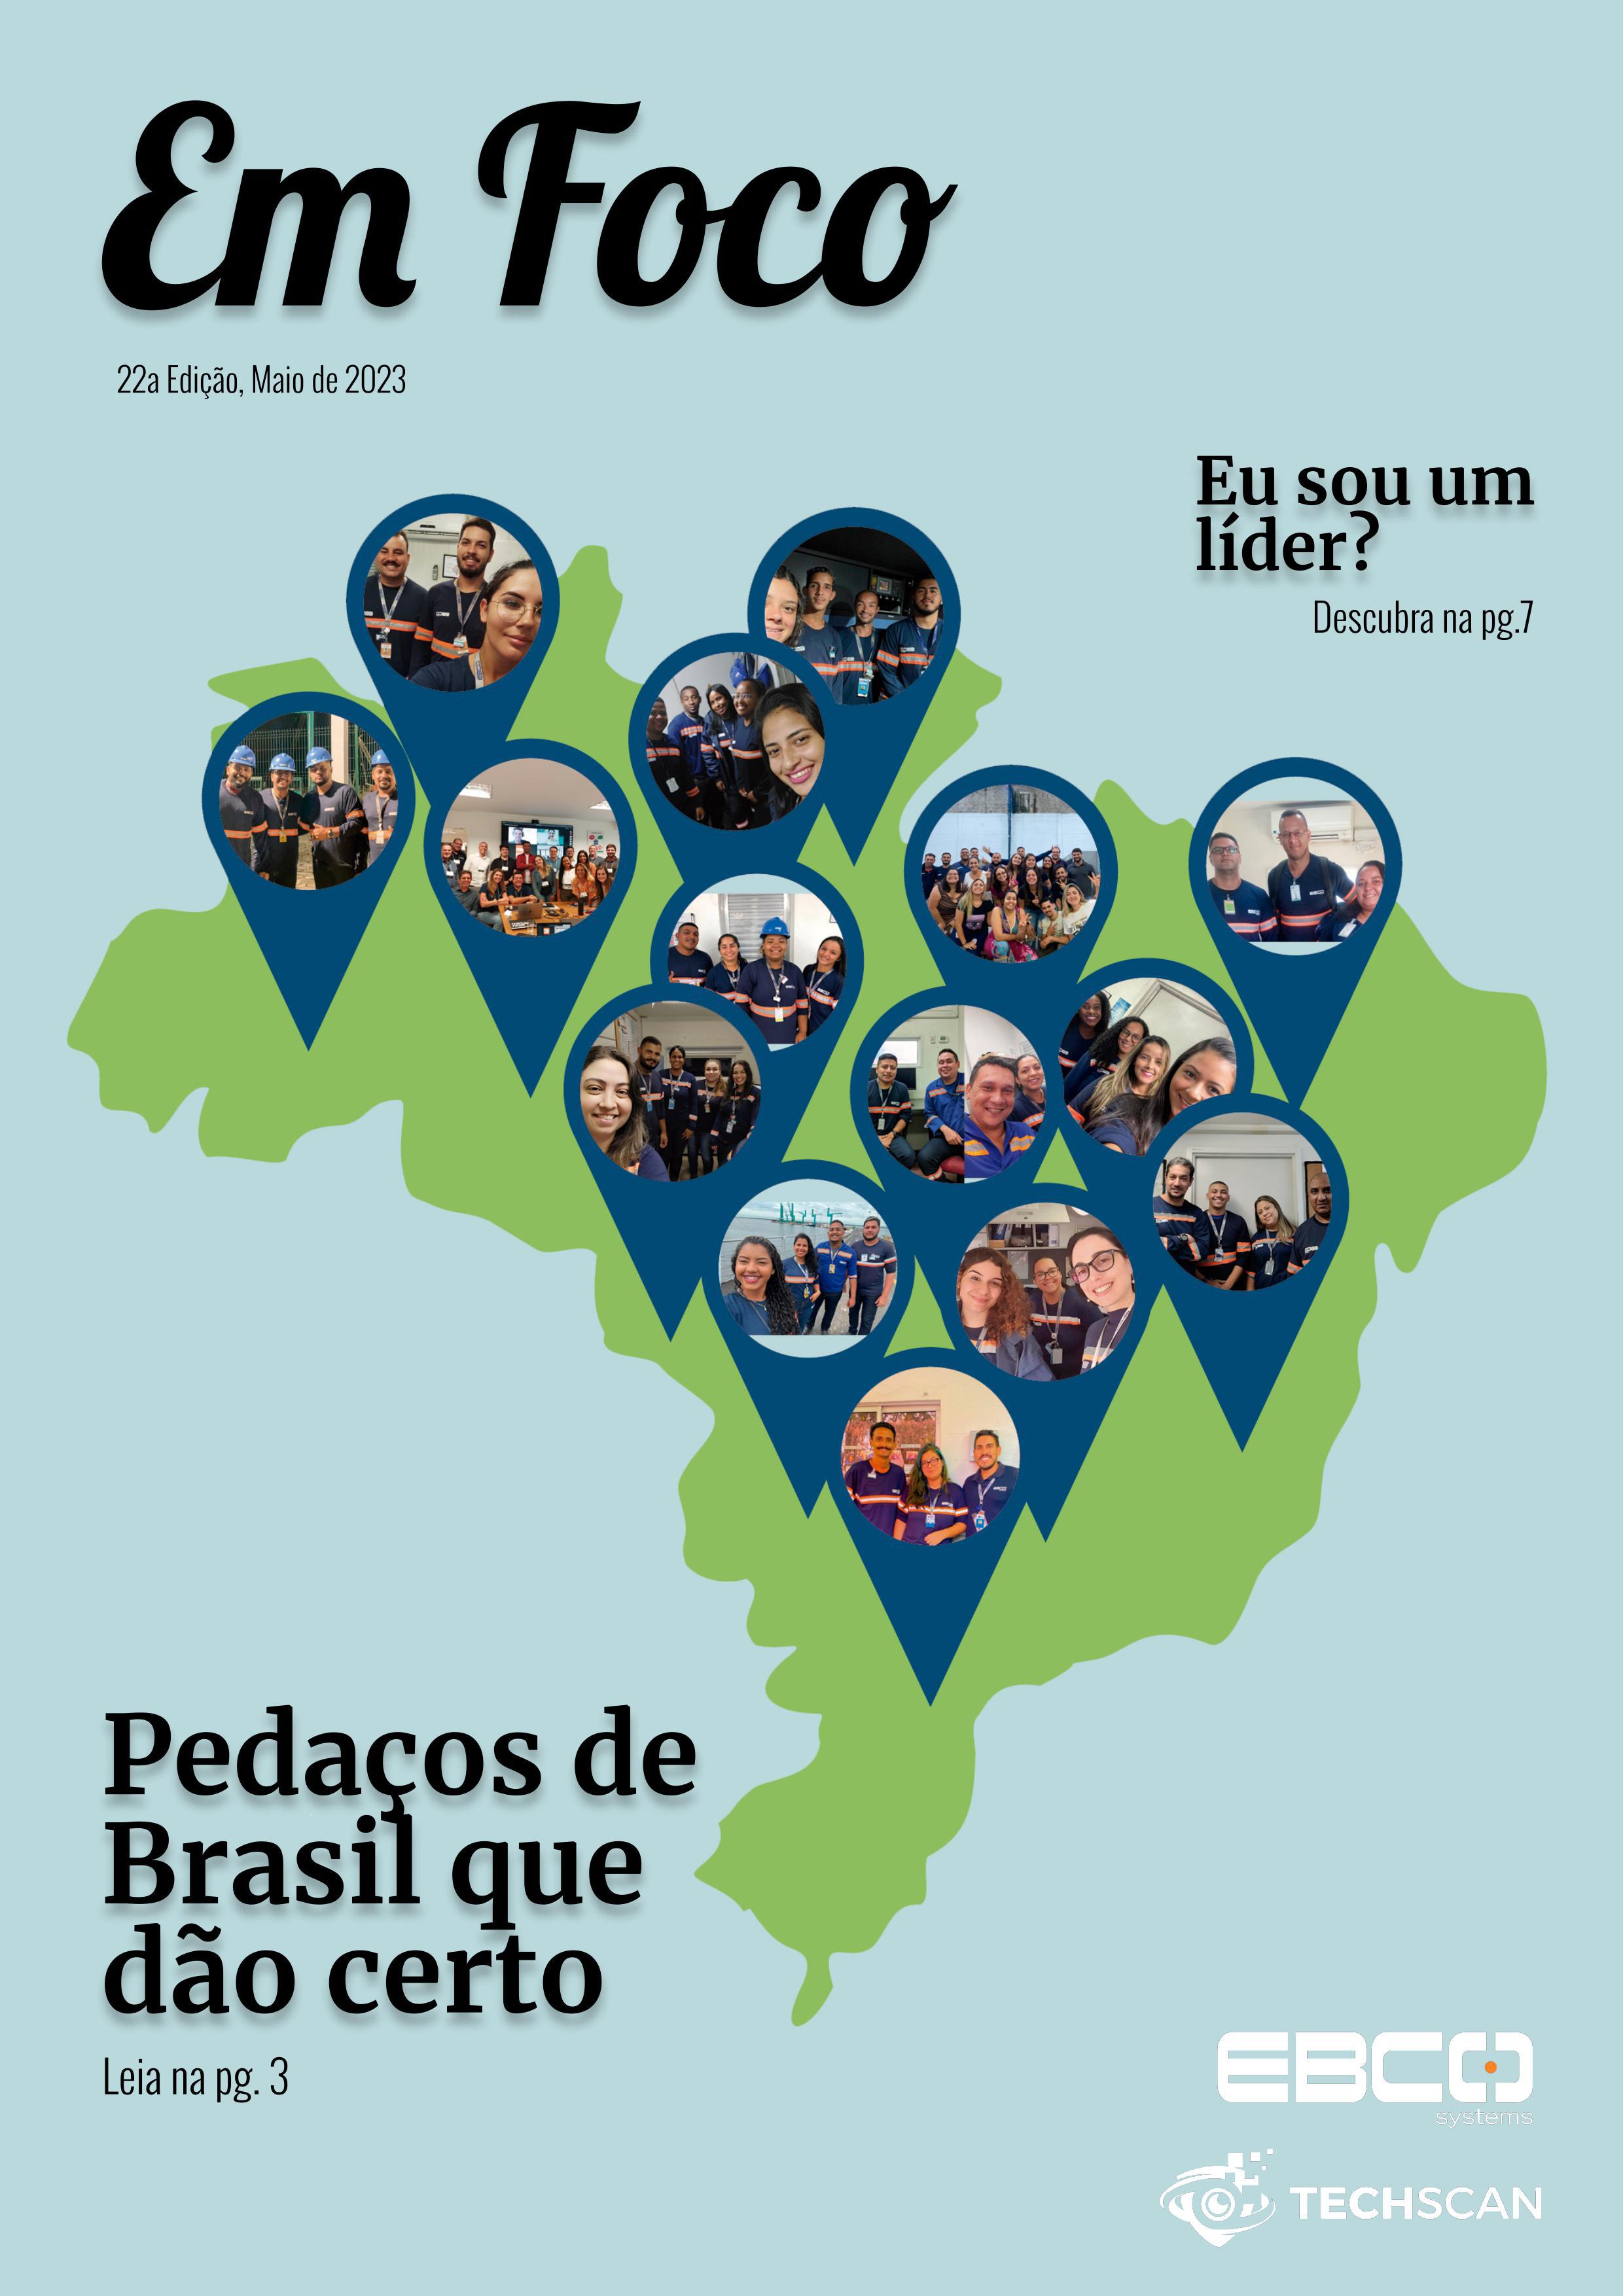 Em Foco
22a Edição, Maio de 2023
Eu sou um
líder?
Descubra na pg.7
Pedaços de
Brasil que
dão certo
Leia na pg. 3
EBCO
systems
TECHSCAN